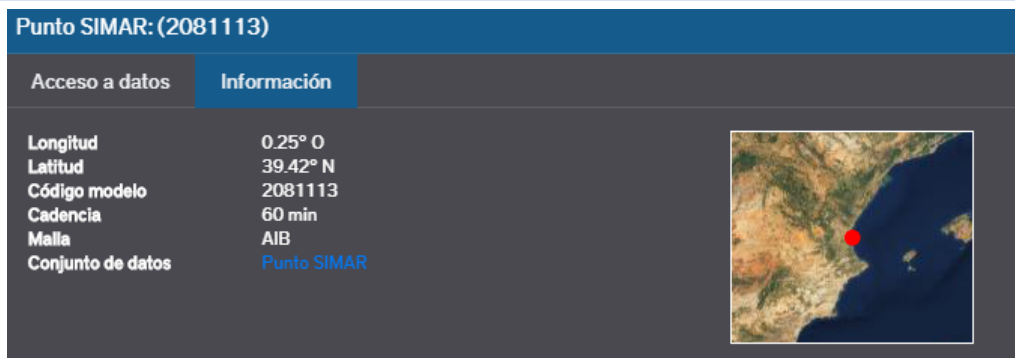 Punto SIMAR: (2081113)
Acceso a datos Información
Longitud 0.25° O
Latitud 39.42° N
Código modelo 2081113
Cadencia 60 min
Malla AIB
Conjunto de datos Punto SIMAR